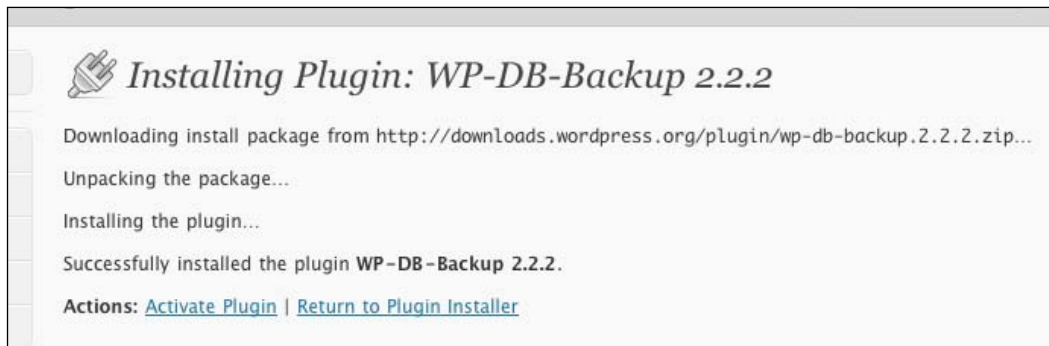 Installing Plugin: WP-DB-Backup 2.2.2
Downloading install package from http://downloads.wordpress.org/plugin/wp-db-backup.2.2.2.zip…
Unpacking the package…
Installing the plugin…
Successfully installed the plugin WP-DB-Backup 2.2.2.
Actions: Activate Plugin | Return to Plugin Installer